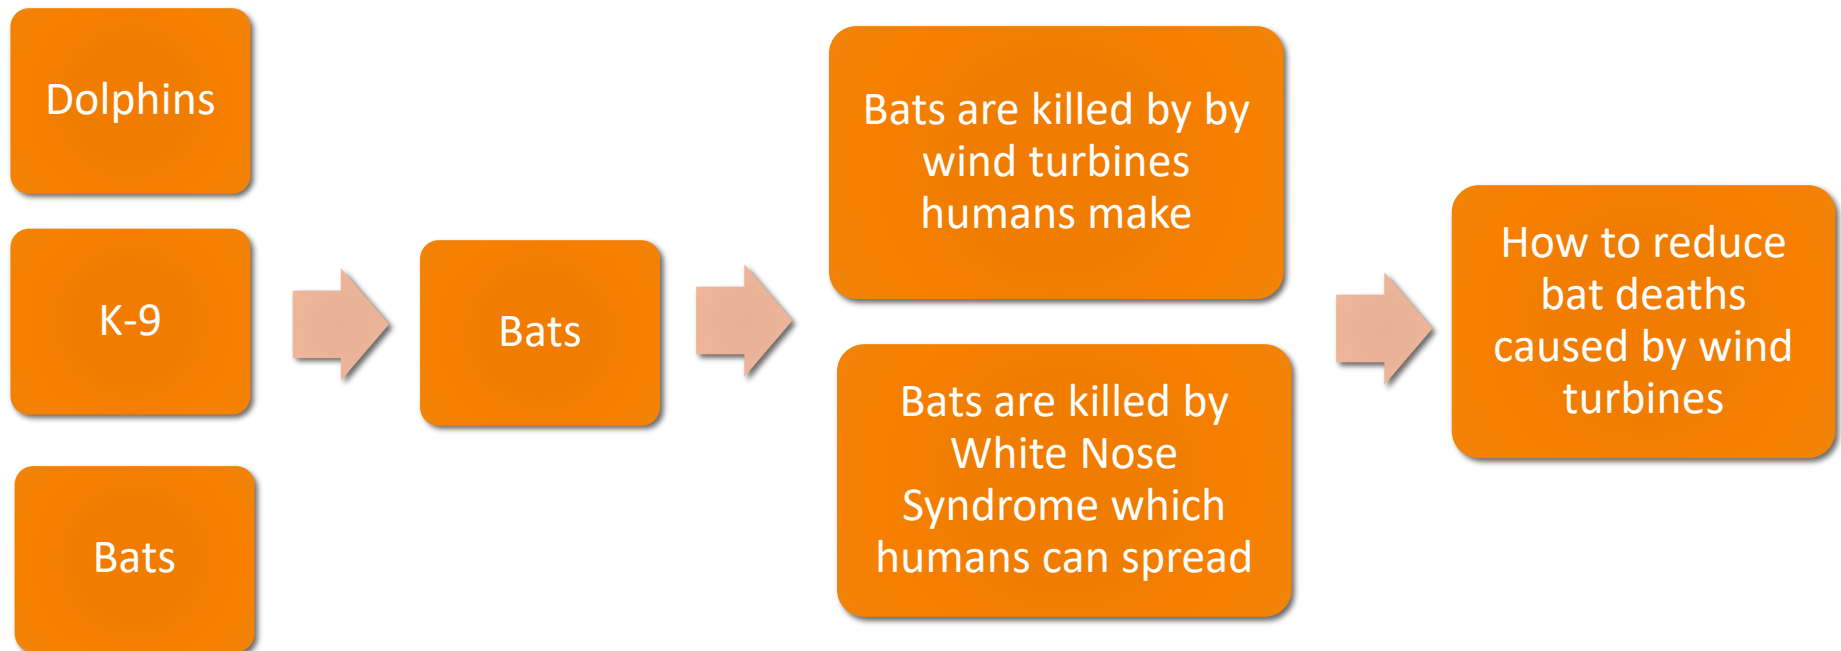 Dolphins
K-9
Bats
Bats
Bats are killed by by
wind turbines
humans make
Bats are killed by
White Nose
Syndrome which
humans can spread
How to reduce
bat deaths
caused by wind
turbines